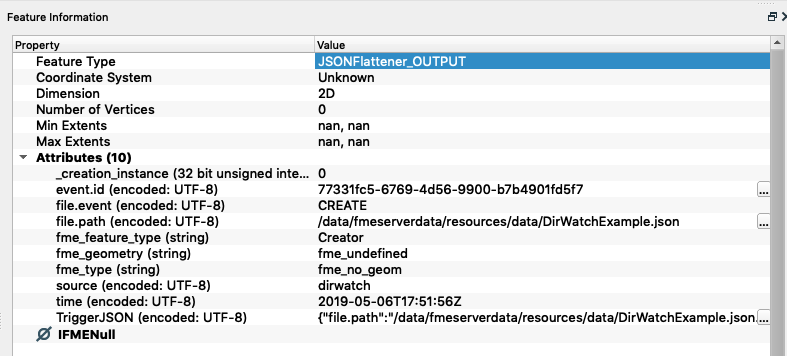 Feature Information
Property Value
Feature Type JSONFlattener_OUTPUT
Coordinate System Unknown
Dimension 2D
Number of Vertices 0
Min Extents nan, nan
Max Extents nan, nan
Attributes (10)
_creation_instance (32 bit unsigned inte... 0
event.id (encoded: UTF-8) 77331fc5-6769-4d56-9900-b7b4901fd5f7 ...
file.event (encoded: UTF-8) CREATE
file.path (encoded: UTF-8) /data/fmeserverdata/resources/data/DirWatchExample.json ...
fme_feature_type (string) Creator
fme_geometry (string) fme_undefined
fme_type (string) fme_no_geom
source (encoded: UTF-8) dirwatch
time (encoded: UTF-8) 2019-05-06T17:51:56Z
TriggerJSON (encoded: UTF-8) {"file.path":"/data/fmeserverdata/resources/data/DirWatchExample.json ...
IFMENull